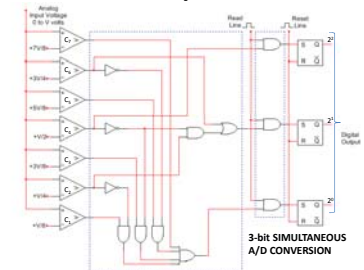 Analog
Input Voltage
0 to V volts
Read
Line
Reset
Line
C₇
+7V/8
C₆
+3V/4
C₅
+5V/8
C₄
+V/2
C₃
+3V/8
C₂
+V/4
C₁
+V/8
S Q
R Q̅
2²
S Q
R Q̅
2¹
Digital
Output
S Q
R Q̅
2⁰
3-bit SIMULTANEOUS
A/D CONVERSION